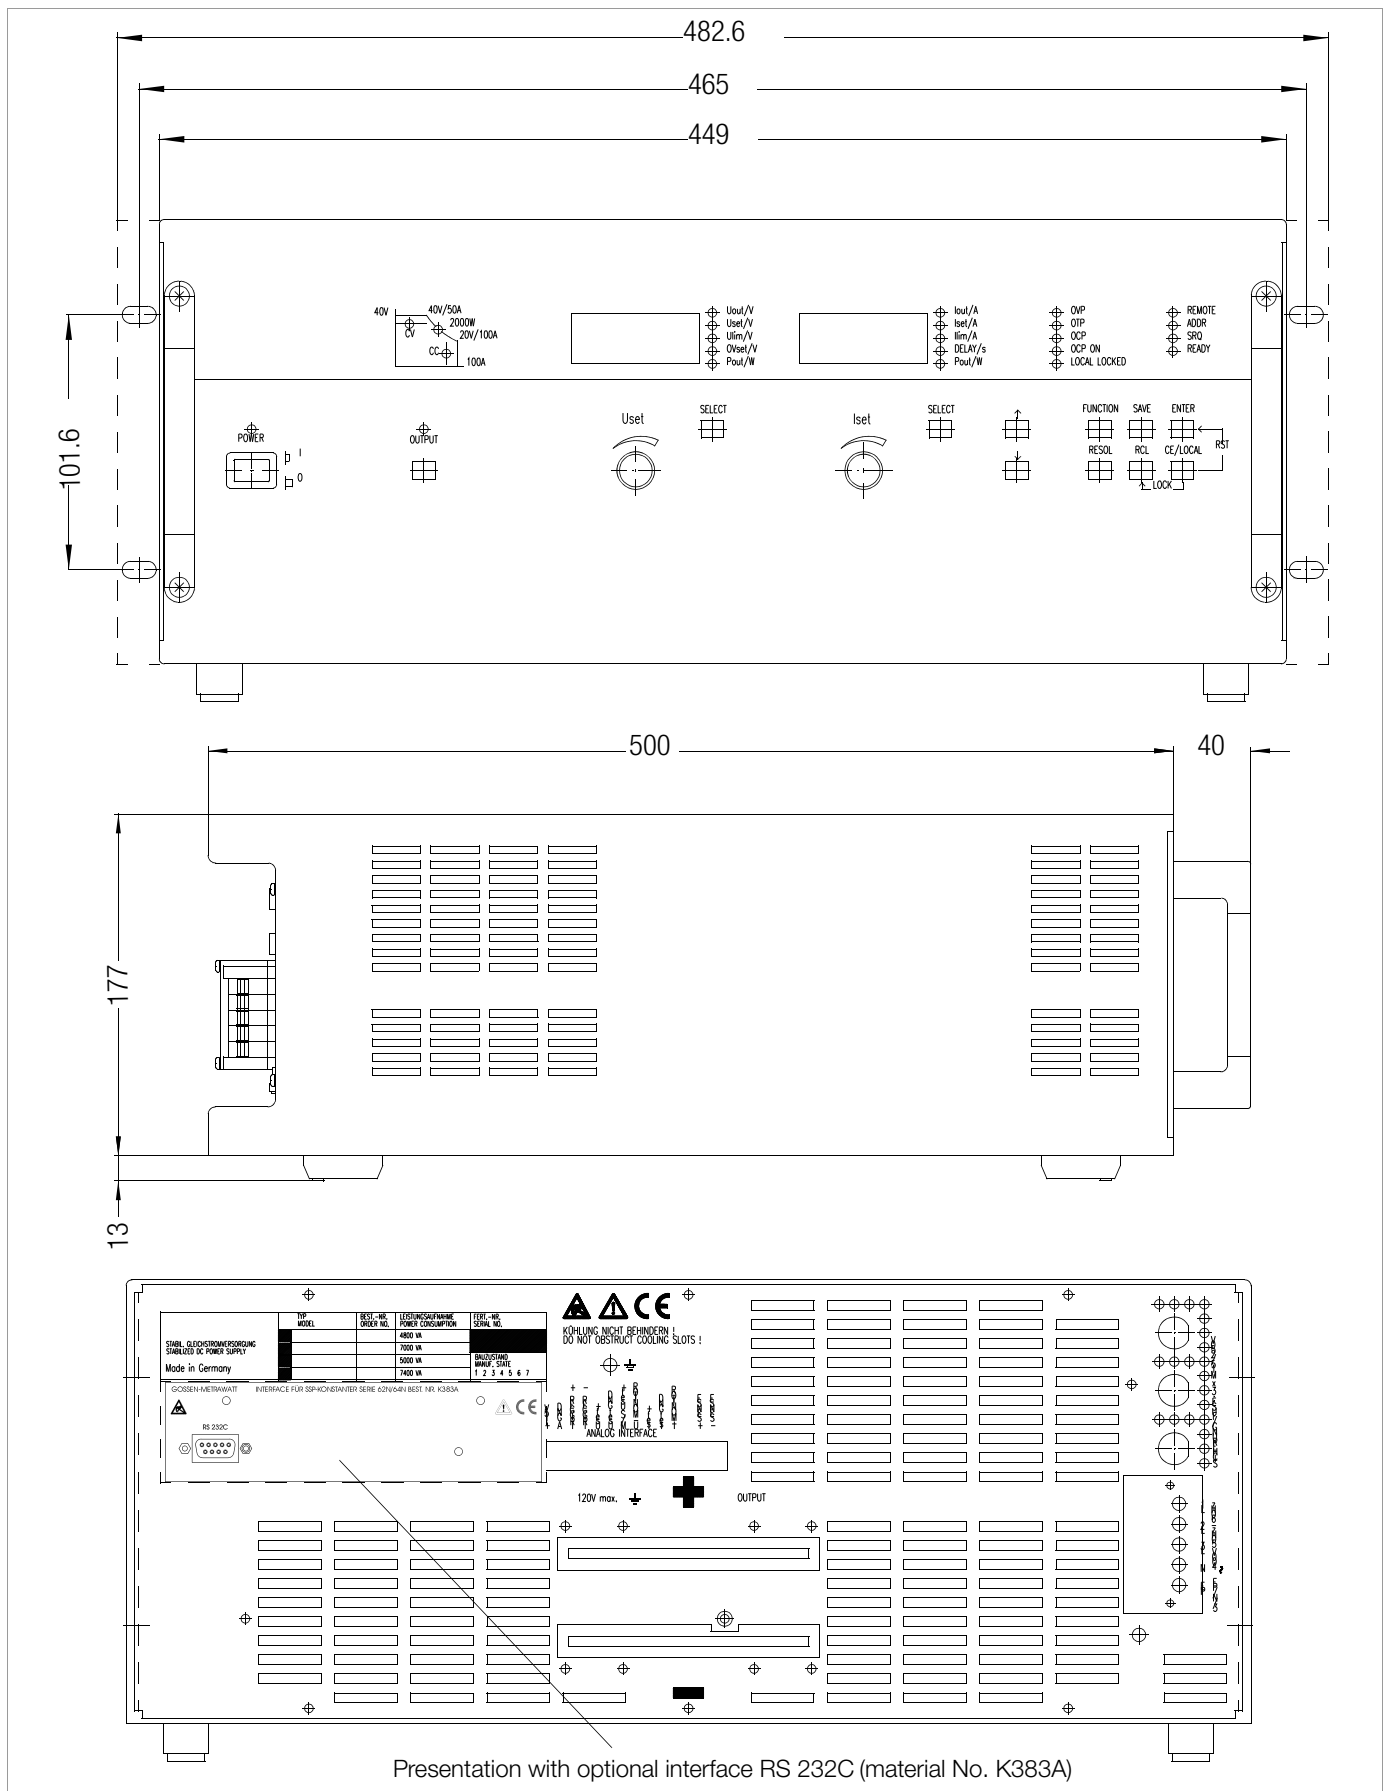 482.6
465
449
101.6
40V
40V/50A
2000W
20V/100A
CV
CC
100A
Uout/V
Uset/V
Ulim/V
OVset/V
Pout/W
Iout/A
Iset/A
Ilim/A
DELAY/s
Pout/W
OVP
OTP
OCP
OCP ON
LOCAL LOCKED
REMOTE
ADDR
SRQ
READY
POWER
I
0
OUTPUT
Uset
SELECT
Iset
SELECT
FUNCTION SAVE ENTER
RST
RESOL RCL CE/LOCAL
LOCK
500
40
177
13
STABIL. GLEICHSTROMVERSORGUNG
STABILIZED DC POWER SUPPLY
Made in Germany
TYP
MODEL
BEST.-NR.
ORDER NO.
LEISTUNGSAUFNAHME
POWER CONSUMPTION
4800 VA
7000 VA
5000 VA
7400 VA
FERT.-NR.
SERIAL NO.
BAUZUSTAND
MANUF. STATE
1 2 3 4 5 6 7
CE
KÜHLUNG NICHT BEHINDERN !
DO NOT OBSTRUCT COOLING SLOTS !
GOSSEN-METRAWATT INTERFACE FÜR SSP-KONSTANTER SERIE 62N/64N BEST. NR. K383A
CE
RS 232C
ANALOG INTERFACE
120V max.
OUTPUT
Presentation with optional interface RS 232C (material No. K383A)